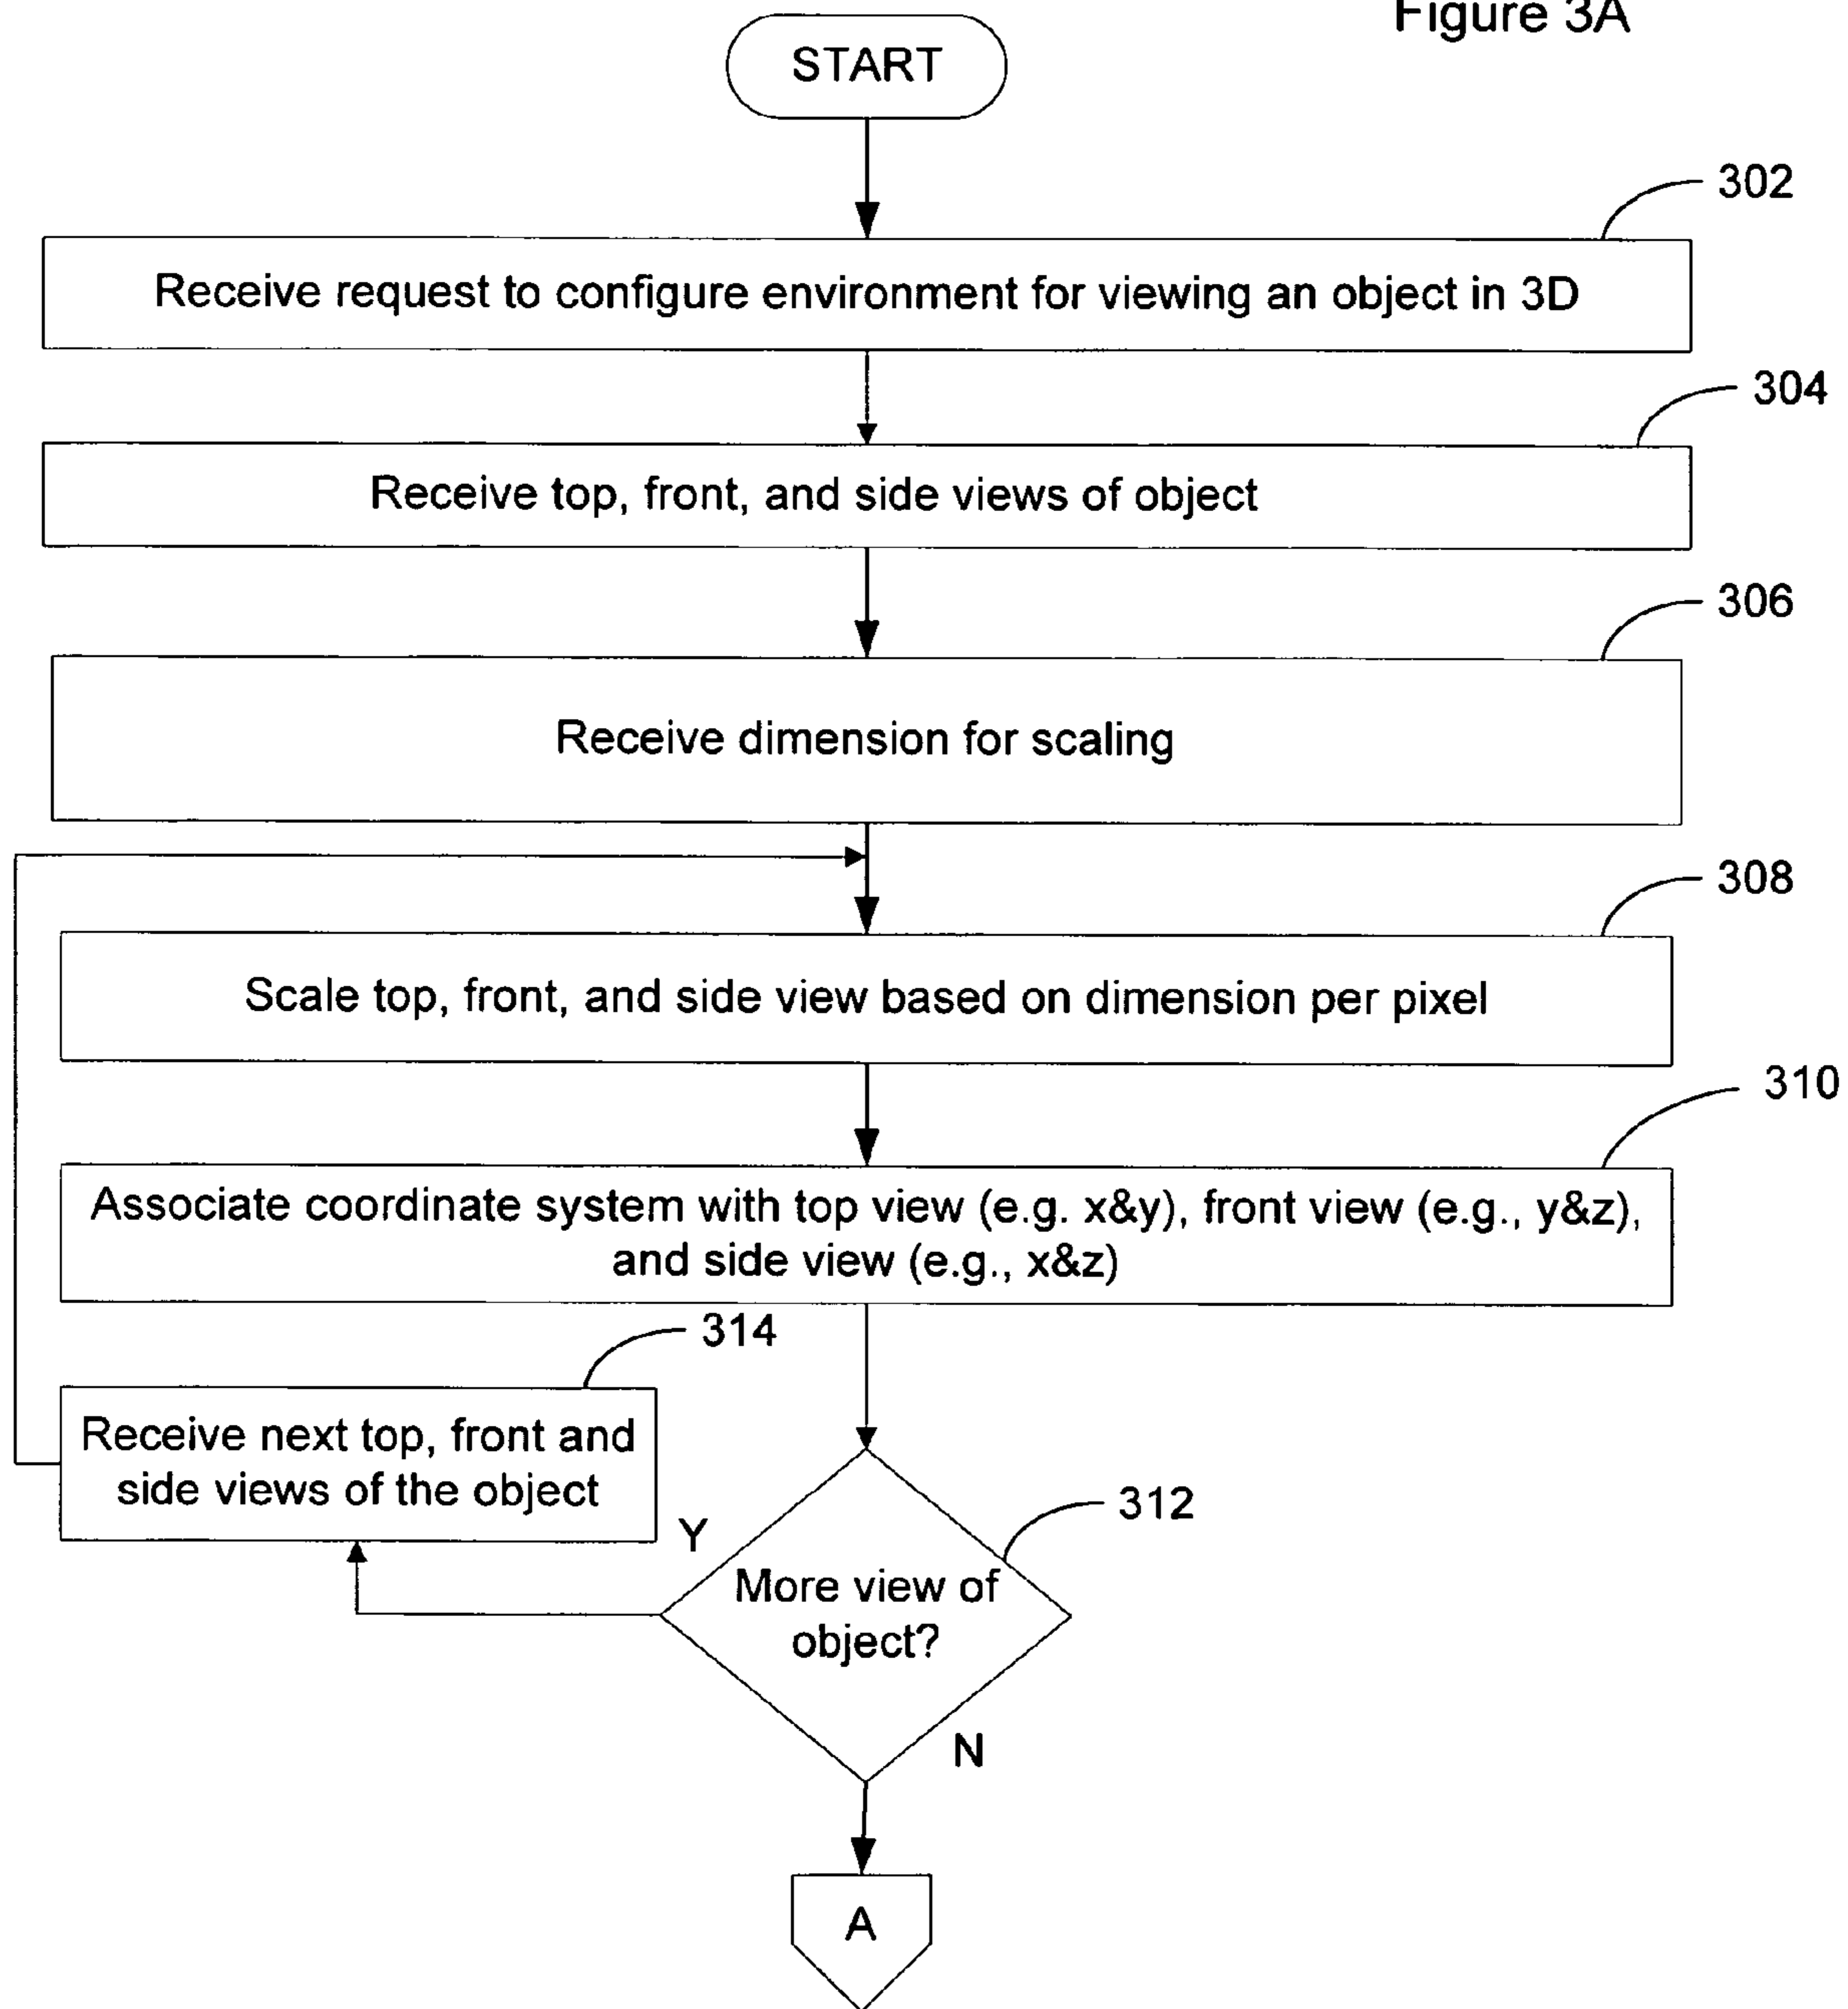 Figure 3A
START
302
Receive request to configure environment for viewing an object in 3D
304
Receive top, front, and side views of object
306
Receive dimension for scaling
308
Scale top, front, and side view based on dimension per pixel
310
Associate coordinate system with top view (e.g. x&y), front view (e.g., y&z),
and side view (e.g., x&z)
314
Receive next top, front and
side views of the object
312
Y
More view of
object?
N
A